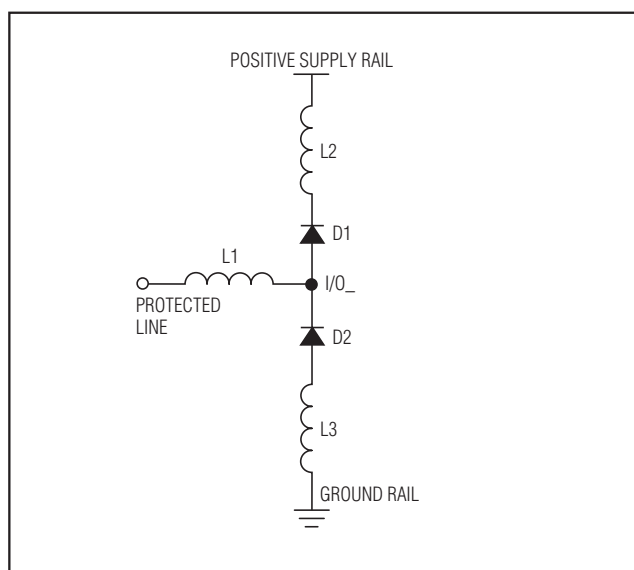 POSITIVE SUPPLY RAIL
L2
D1
L1
I/O_
PROTECTED
LINE
D2
L3
GROUND RAIL